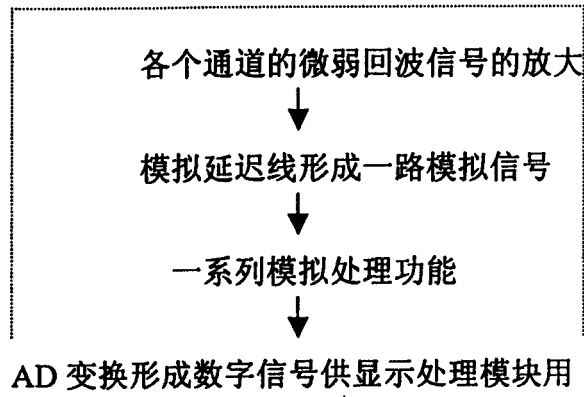 各个通道的微弱回波信号的放大
模拟延迟线形成一路模拟信号
一系列模拟处理功能
AD 变换形成数字信号供显示处理模块用